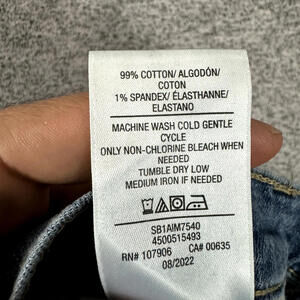 99% COTTON/ ALGODÓN/
COTON
1% SPANDEX/ ÉLASTHANNE/
ELASTANO
MACHINE WASH COLD GENTLE
CYCLE
ONLY NON-CHLORINE BLEACH WHEN
NEEDED
TUMBLE DRY LOW
MEDIUM IRON IF NEEDED
SB1AIM7540
4500515493
RN# 107906 CA# 00635
08/2022